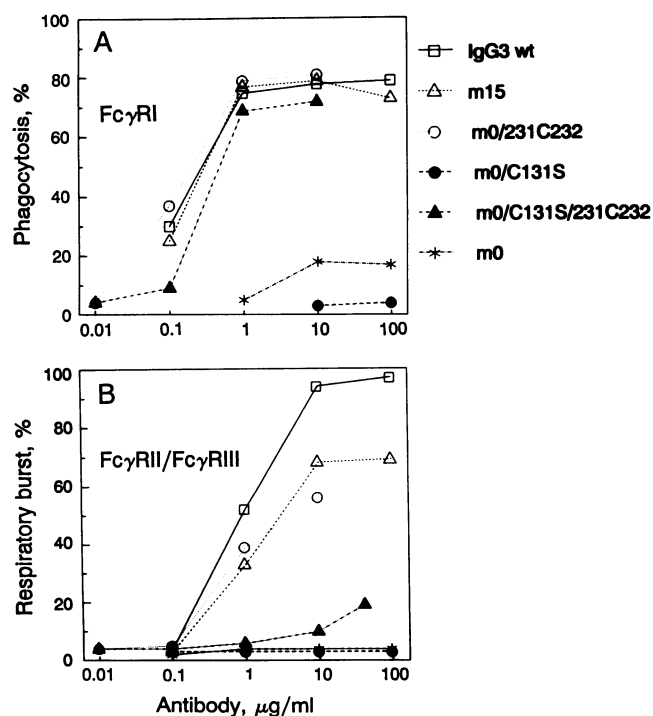 A
FcγRI
Phagocytosis, %
100
80
60
40
20
0
0.01 0.1 1 10 100
IgG3 wt
m15
m0/231C232
m0/C131S
m0/C131S/231C232
m0
B
FcγRII/FcγRIII
Respiratory burst, %
100
80
60
40
20
0
0.01 0.1 1 10 100
Antibody, μg/ml